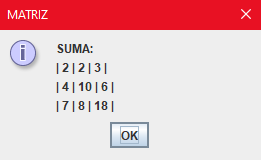 MATRIZ
SUMA:
| 2 | 2 | 3 |
| 4 | 10 | 6 |
| 7 | 8 | 18 |
OK